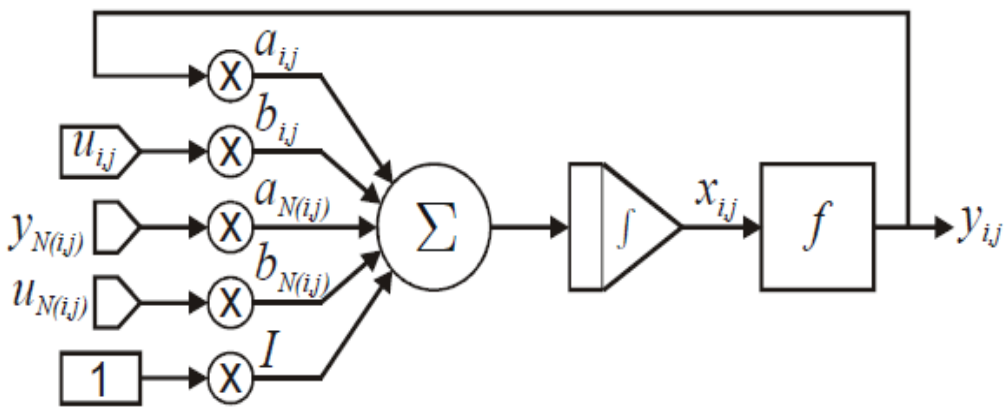 X a_{i,j}
u_{i,j} X b_{i,j}
y_{N(i,j)} X a_{N(i,j)} Σ ∫ x_{i,j} f y_{i,j}
u_{N(i,j)} X b_{N(i,j)}
1 X I